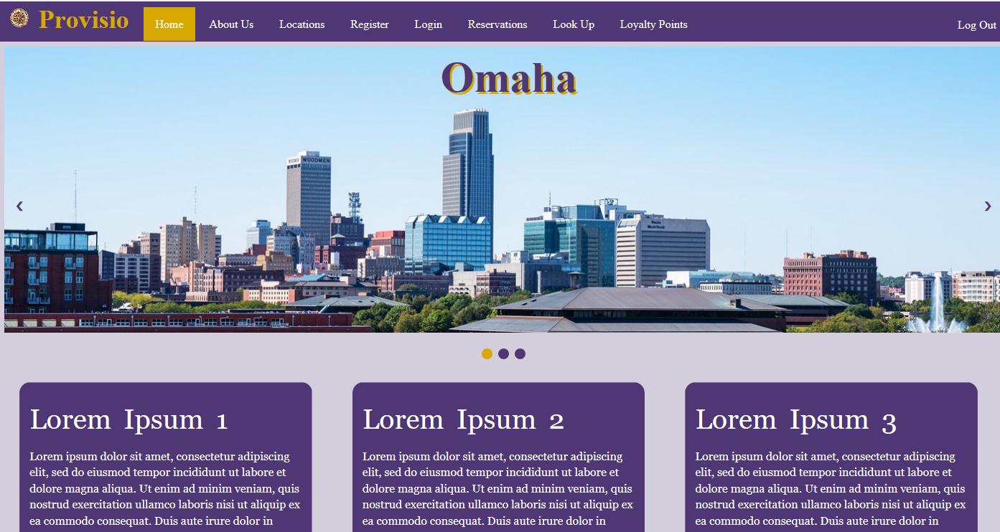 Provisio Home About Us Locations Register Login Reservations Look Up Loyalty Points Log Out
Omaha
WOODMEN WOODMEN
Omaha
World-Herald
❮ ❯
Lorem Ipsum 1
Lorem ipsum dolor sit amet, consectetur adipiscing
elit, sed do eiusmod tempor incididunt ut labore et
dolore magna aliqua. Ut enim ad minim veniam, quis
nostrud exercitation ullamco laboris nisi ut aliquip ex
ea commodo consequat. Duis aute irure dolor in
Lorem Ipsum 2
Lorem ipsum dolor sit amet, consectetur adipiscing
elit, sed do eiusmod tempor incididunt ut labore et
dolore magna aliqua. Ut enim ad minim veniam, quis
nostrud exercitation ullamco laboris nisi ut aliquip ex
ea commodo consequat. Duis aute irure dolor in
Lorem Ipsum 3
Lorem ipsum dolor sit amet, consectetur adipiscing
elit, sed do eiusmod tempor incididunt ut labore et
dolore magna aliqua. Ut enim ad minim veniam, quis
nostrud exercitation ullamco laboris nisi ut aliquip ex
ea commodo consequat. Duis aute irure dolor in